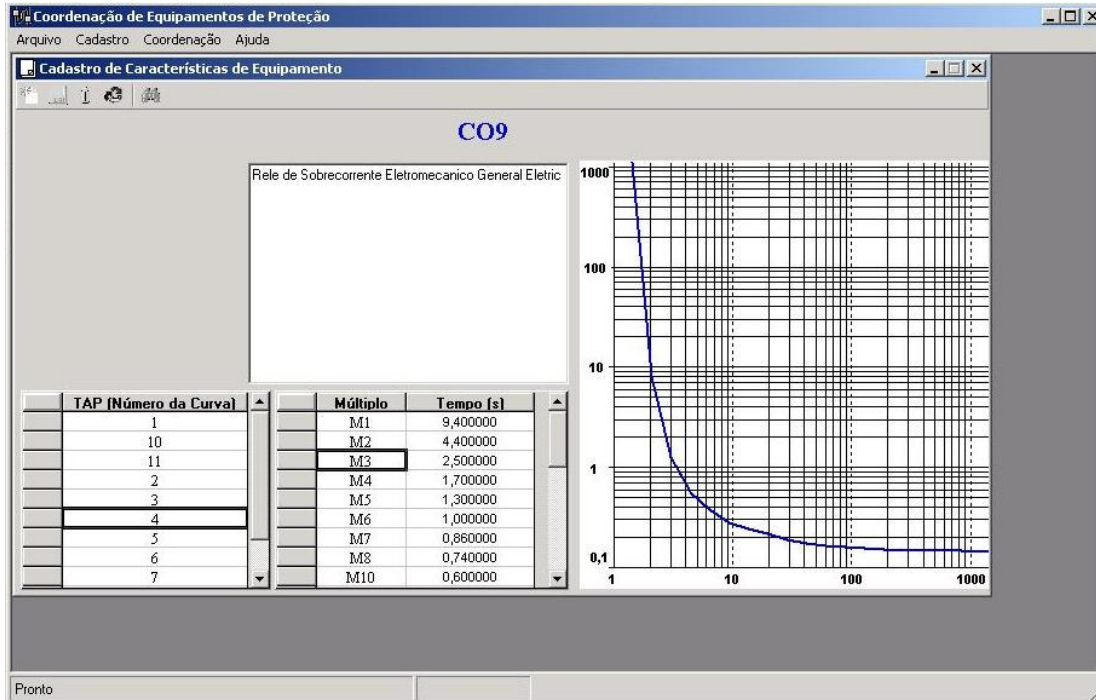 Coordenação de Equipamentos de Proteção
Arquivo Cadastro Coordenação Ajuda
Cadastro de Características de Equipamento
CO9
Rele de Sobrecorrente Eletromecanico General Eletric
TAP (Número da Curva)
1
10
11
2
3
4
5
6
7
Múltiplo Tempo (s)
M1 9,400000
M2 4,400000
M3 2,500000
M4 1,700000
M5 1,300000
M6 1,000000
M7 0,860000
M8 0,740000
M10 0,600000
1000
100
10
1
0,1
1 10 100 1000
Pronto